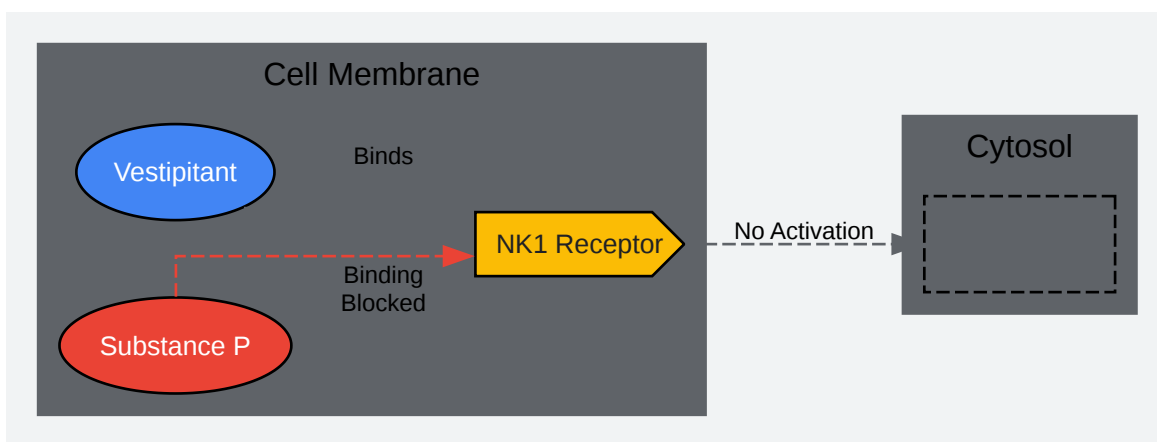 Cell Membrane
Vestipitant
Binds
NK1 Receptor
Binding
Blocked
Substance P
No Activation
Cytosol